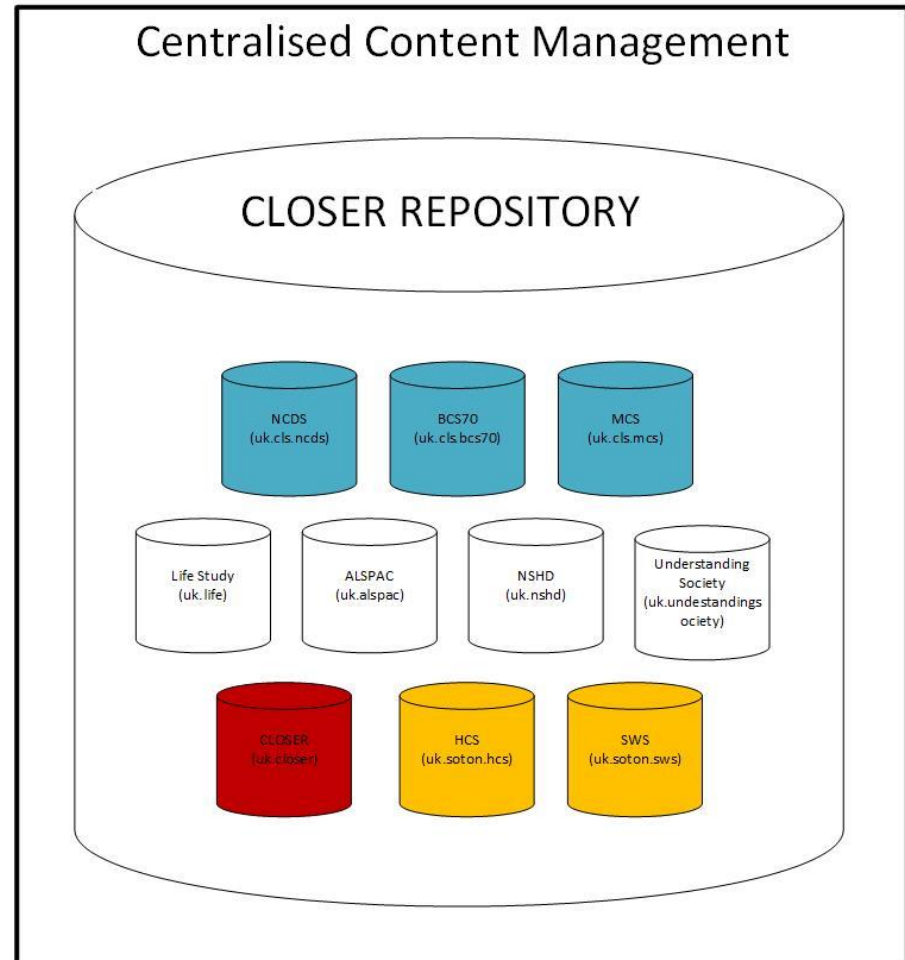 Centralised Content Management
CLOSER REPOSITORY
NCDS
(uk.cls.ncds)
BCS70
(uk.cls.bcs70)
MCS
(uk.cls.mcs)
Life Study
(uk.life)
ALSPAC
(uk.alspac)
NSHD
(uk.nshd)
Understanding
Society
(uk.undestandings
ociety)
CLOSER
(uk.closer)
HCS
(uk.soton.hcs)
SWS
(uk.soton.sws)